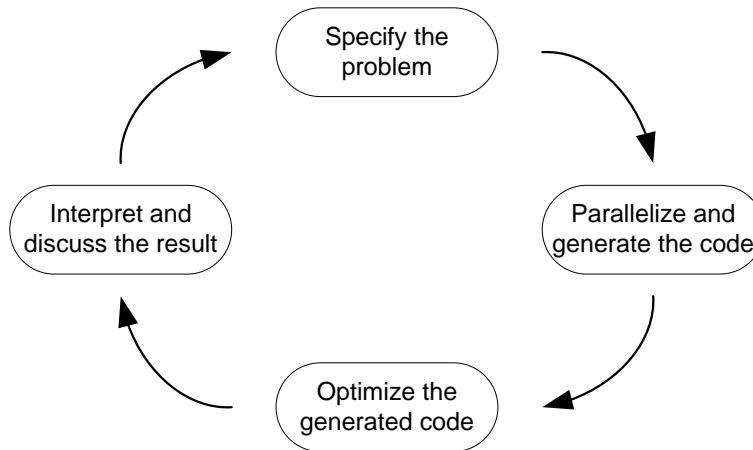 Specify the
problem
Parallelize and
generate the code
Optimize the
generated code
Interpret and
discuss the result